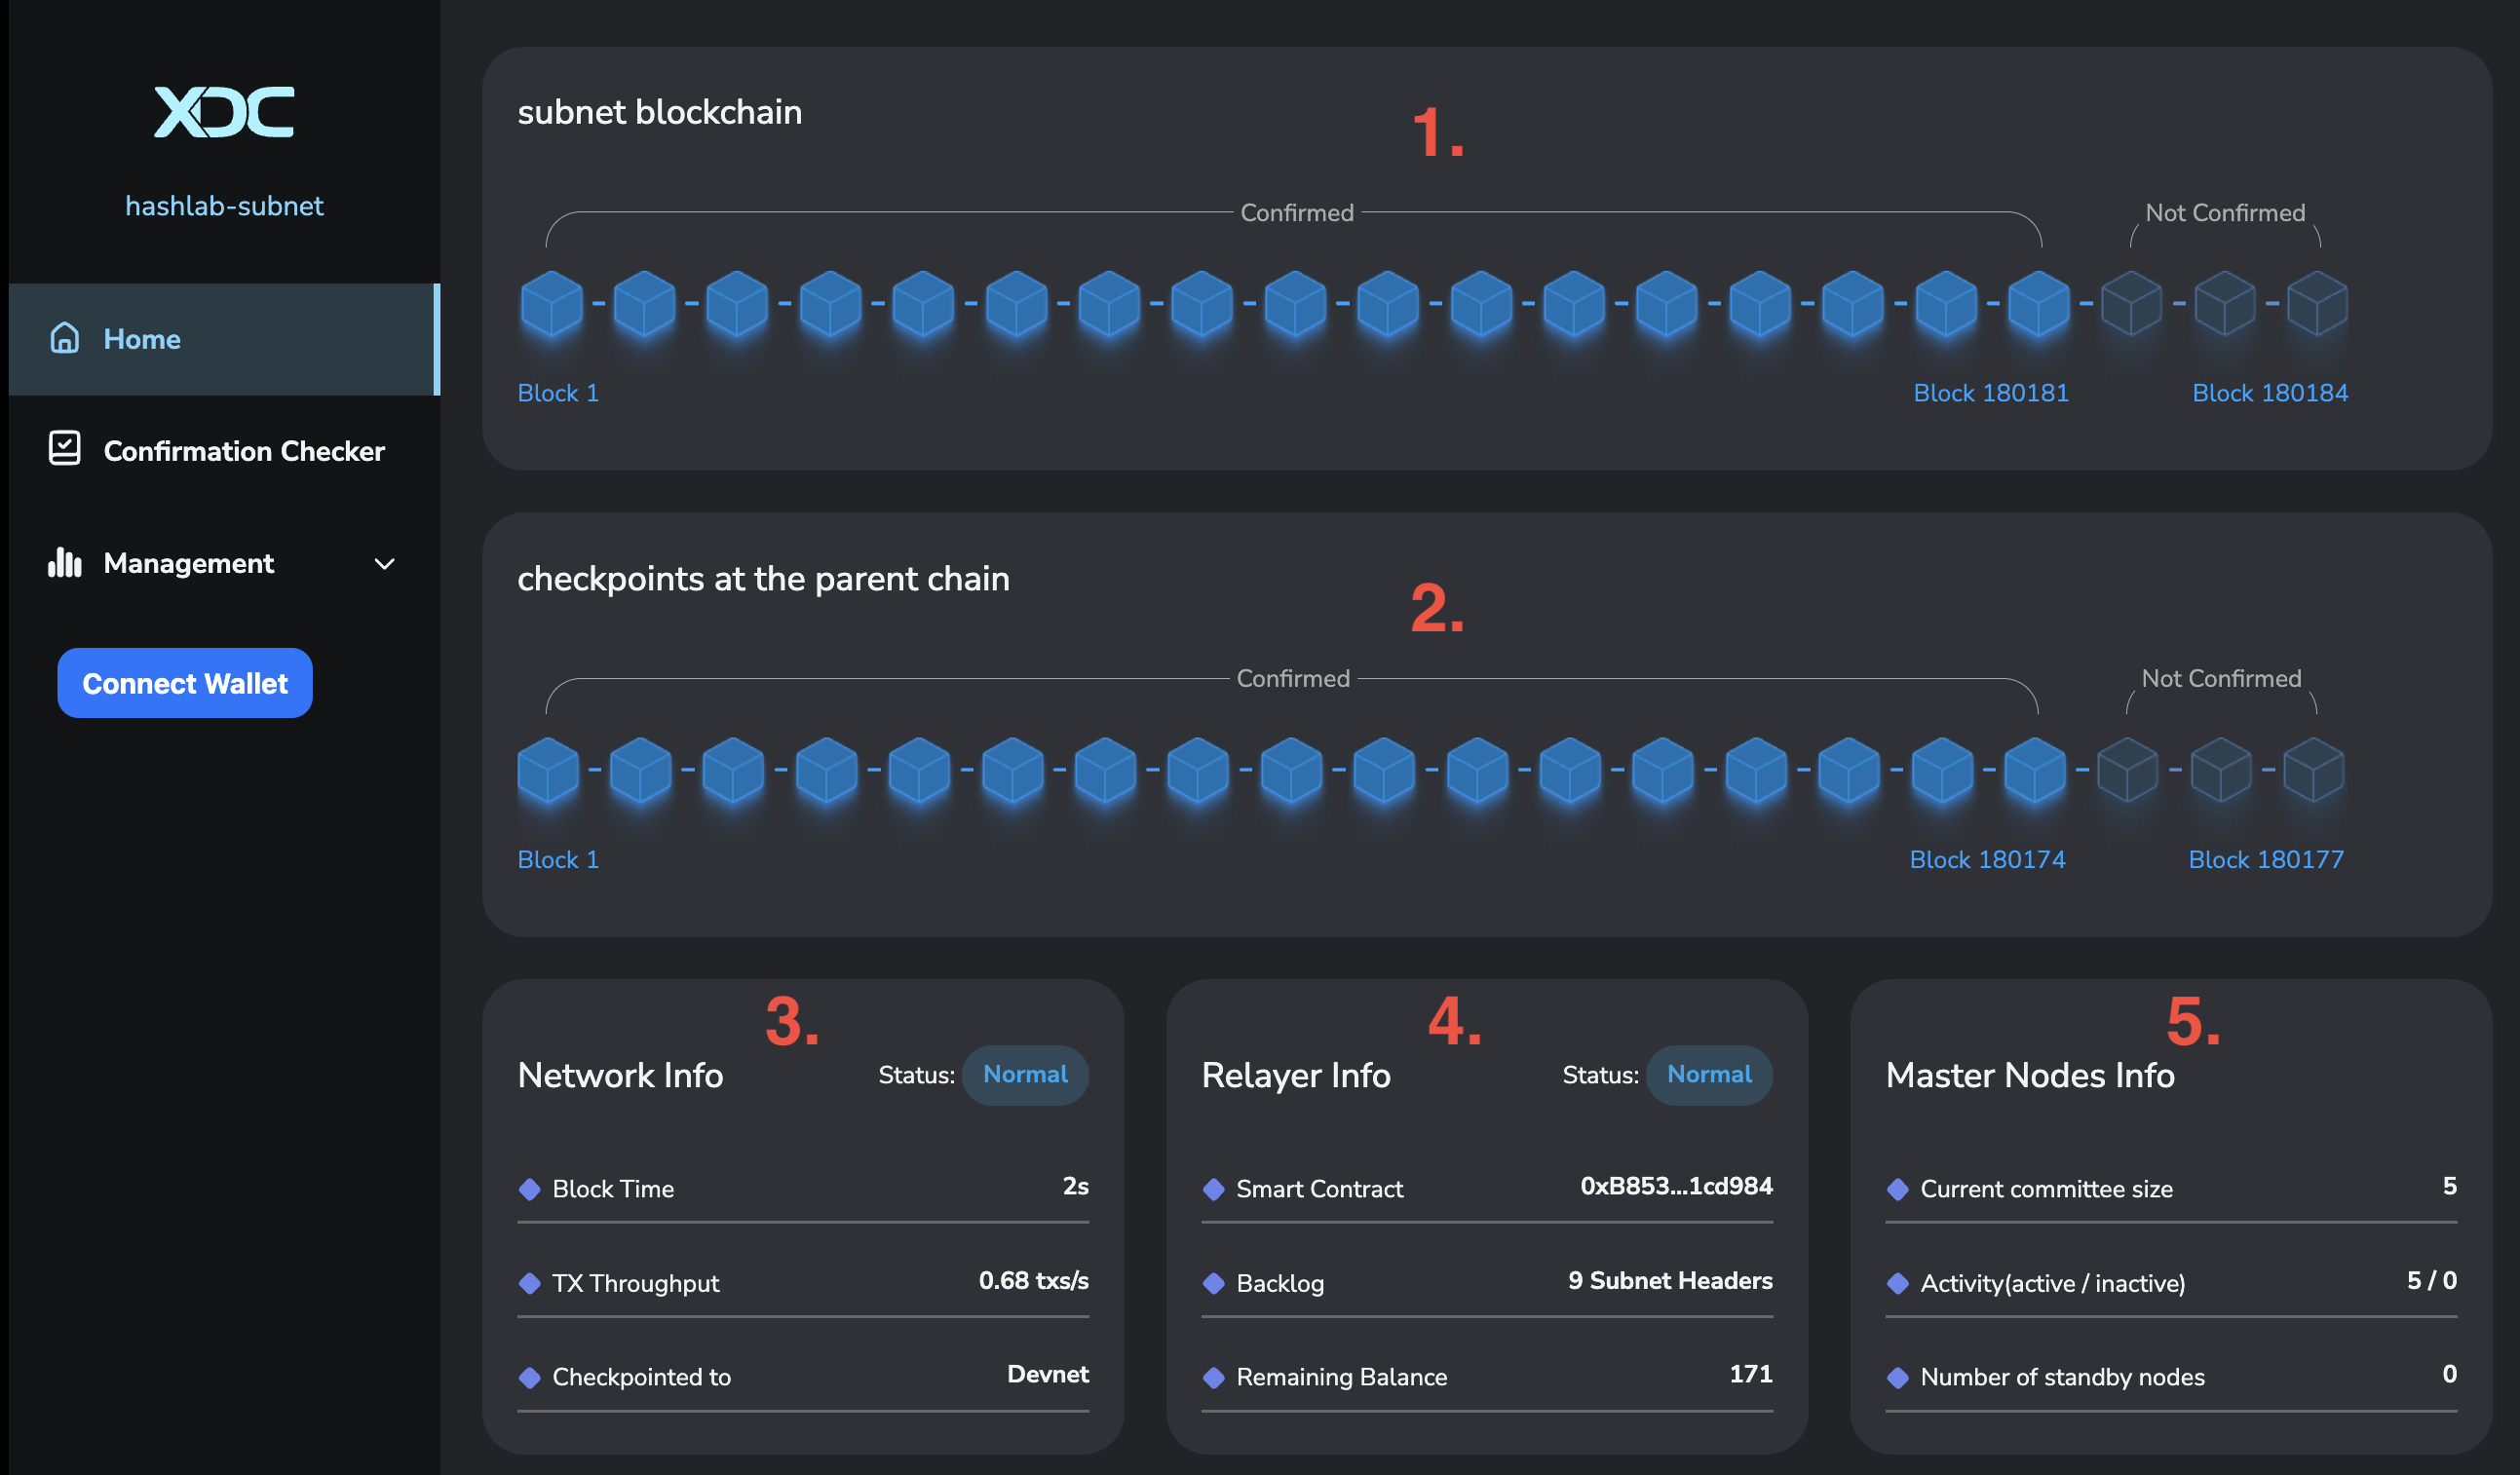 XDC
hashlab-subnet
Home
Confirmation Checker
Management
Connect Wallet
subnet blockchain
1.
Confirmed
Not Confirmed
Block 1
Block 180181
Block 180184
checkpoints at the parent chain
2.
Confirmed
Not Confirmed
Block 1
Block 180174
Block 180177
3.
Network Info
Status: Normal
Block Time 2s
TX Throughput 0.68 txs/s
Checkpointed to Devnet
4.
Relayer Info
Status: Normal
Smart Contract 0xB853...1cd984
Backlog 9 Subnet Headers
Remaining Balance 171
5.
Master Nodes Info
Current committee size 5
Activity(active / inactive) 5 / 0
Number of standby nodes 0